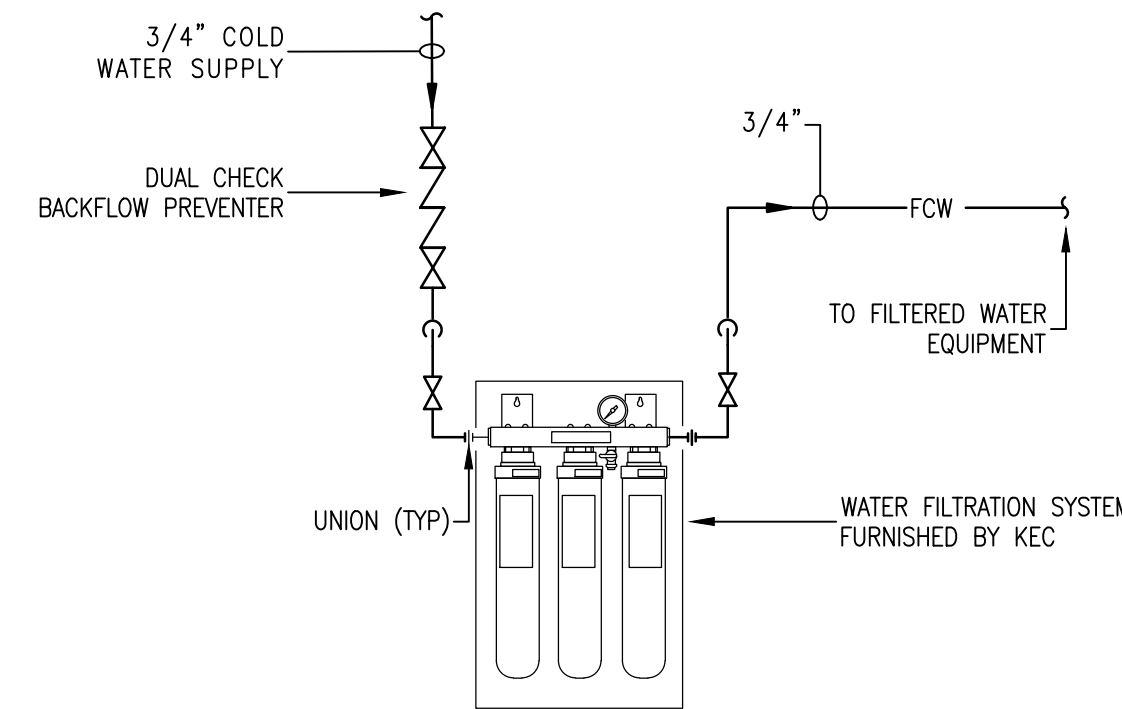 3/4" COLD
WATER SUPPLY
3/4"
DUAL CHECK
BACKFLOW PREVENTER
FCW
TO FILTERED WATER
EQUIPMENT
UNION (TYP)
WATER FILTRATION SYSTEM
FURNISHED BY KEC